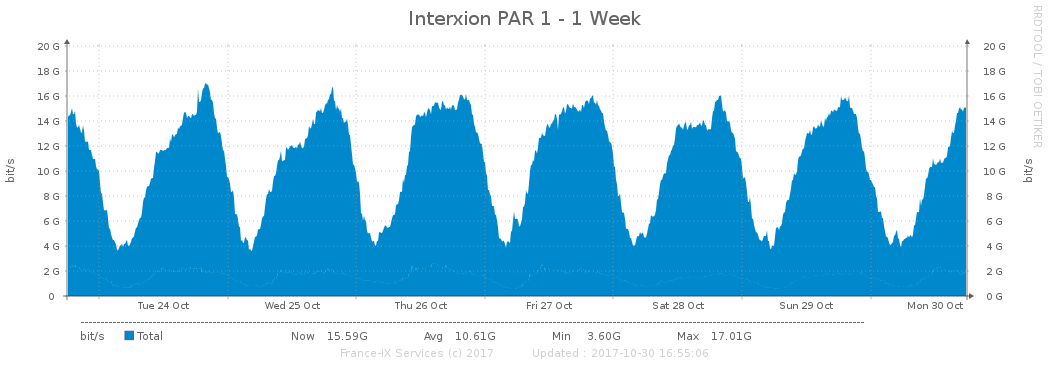 Interxion PAR 1 - 1 Week
RRDTOOL / TOBI OETIKER
20 G 20 G
18 G 18 G
16 G 16 G
14 G 14 G
12 G 12 G
10 G 10 G
8 G 8 G
6 G 6 G
4 G 4 G
2 G 2 G
0 0 G
bit/s bit/s
Tue 24 Oct Wed 25 Oct Thu 26 Oct Fri 27 Oct Sat 28 Oct Sun 29 Oct Mon 30 Oct
bit/s Total Now 15.59G Avg 10.61G Min 3.60G Max 17.01G
France-IX Services (c) 2017 Updated : 2017-10-30 16:55:06